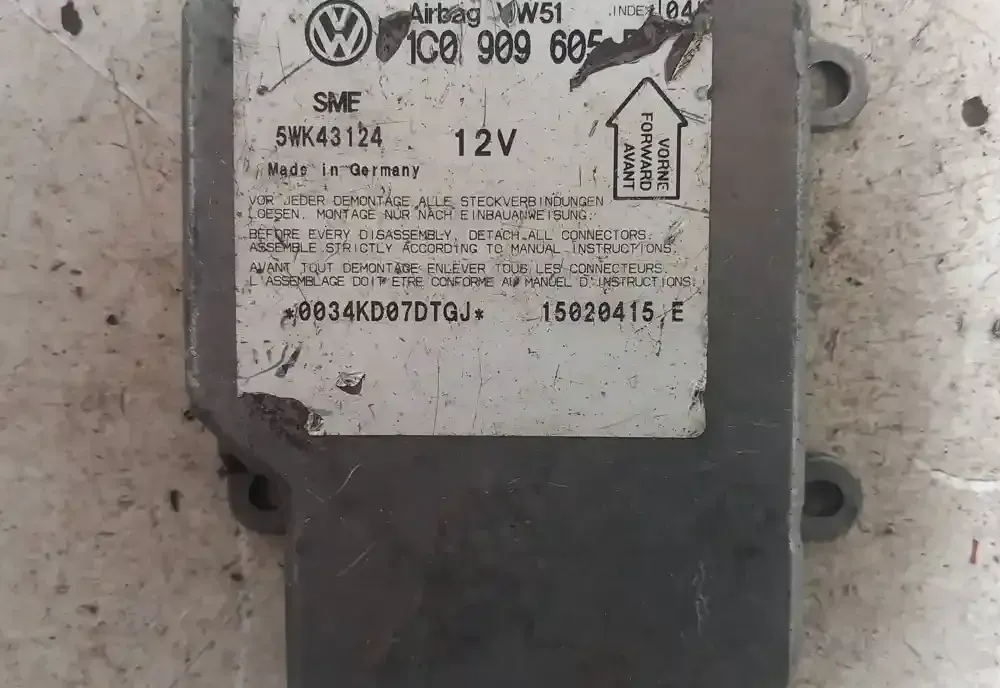 Airbag VW51 INDEX 04
1C0 909 605
SME
5WK43124 12V
Made in Germany
VORNE
FORWARD
AVANT
VOR JEDER DEMONTAGE ALLE STECKVERBINDUNGEN
LOESEN. MONTAGE NUR NACH EINBAUANWEISUNG.
BEFORE EVERY DISASSEMBLY, DETACH ALL CONNECTORS.
ASSEMBLE STRICTLY ACCORDING TO MANUAL INSTRUCTIONS.
AVANT TOUT DEMONTAGE ENLEVER TOUS LES CONNECTEURS.
L'ASSEMBLAGE DOIT ETRE CONFORME AU MANUEL D'INSTRUCTIONS.
*0034KD07DTGJ* 15020415 E